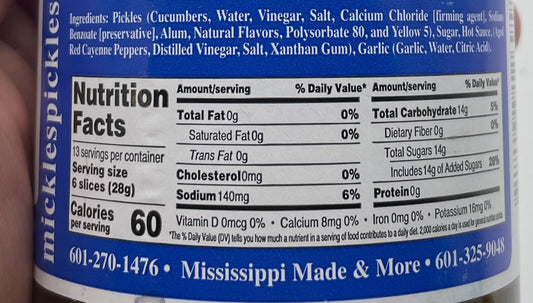 micklespickles
Ingredients: Pickles (Cucumbers, Water, Vinegar, Salt, Calcium Chloride [firming agent], Sodium
Benzoate [preservative], Alum, Natural Flavors, Polysorbate 80, and Yellow 5), Sugar, Hot Sauce, (Aged
Red Cayenne Peppers, Distilled Vinegar, Salt, Xanthan Gum), Garlic (Garlic, Water, Citric Acid).
Nutrition
Facts
13 servings per container
Serving size
6 slices (28g)
Calories
per serving 60
Amount/serving % Daily Value*
Total Fat 0g 0%
Saturated Fat 0g 0%
Trans Fat 0g
Cholesterol 0mg 0%
Sodium 140mg 6%
Amount/serving % Daily Value*
Total Carbohydrate 14g 5%
Dietary Fiber 0g 0%
Total Sugars 14g
Includes 14g of Added Sugars 28%
Protein 0g
Vitamin D 0mcg 0% • Calcium 8mg 0% • Iron 0mg 0% • Potassium 16mg 0%
*The % Daily Value (DV) tells you how much a nutrient in a serving of food contributes to a daily diet. 2,000 calories a day is used for general nutrition advice.
601-270-1476 • Mississippi Made & More • 601-325-9048